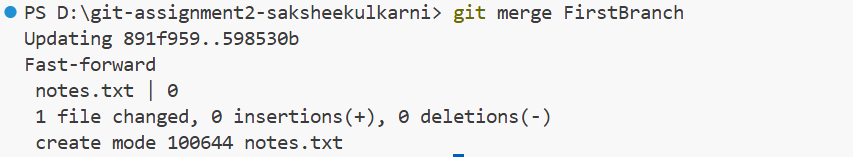 PS D:\git-assignment2-saksheekulkarni> git merge FirstBranch
Updating 891f959..598530b
Fast-forward
 notes.txt | 0
 1 file changed, 0 insertions(+), 0 deletions(-)
 create mode 100644 notes.txt